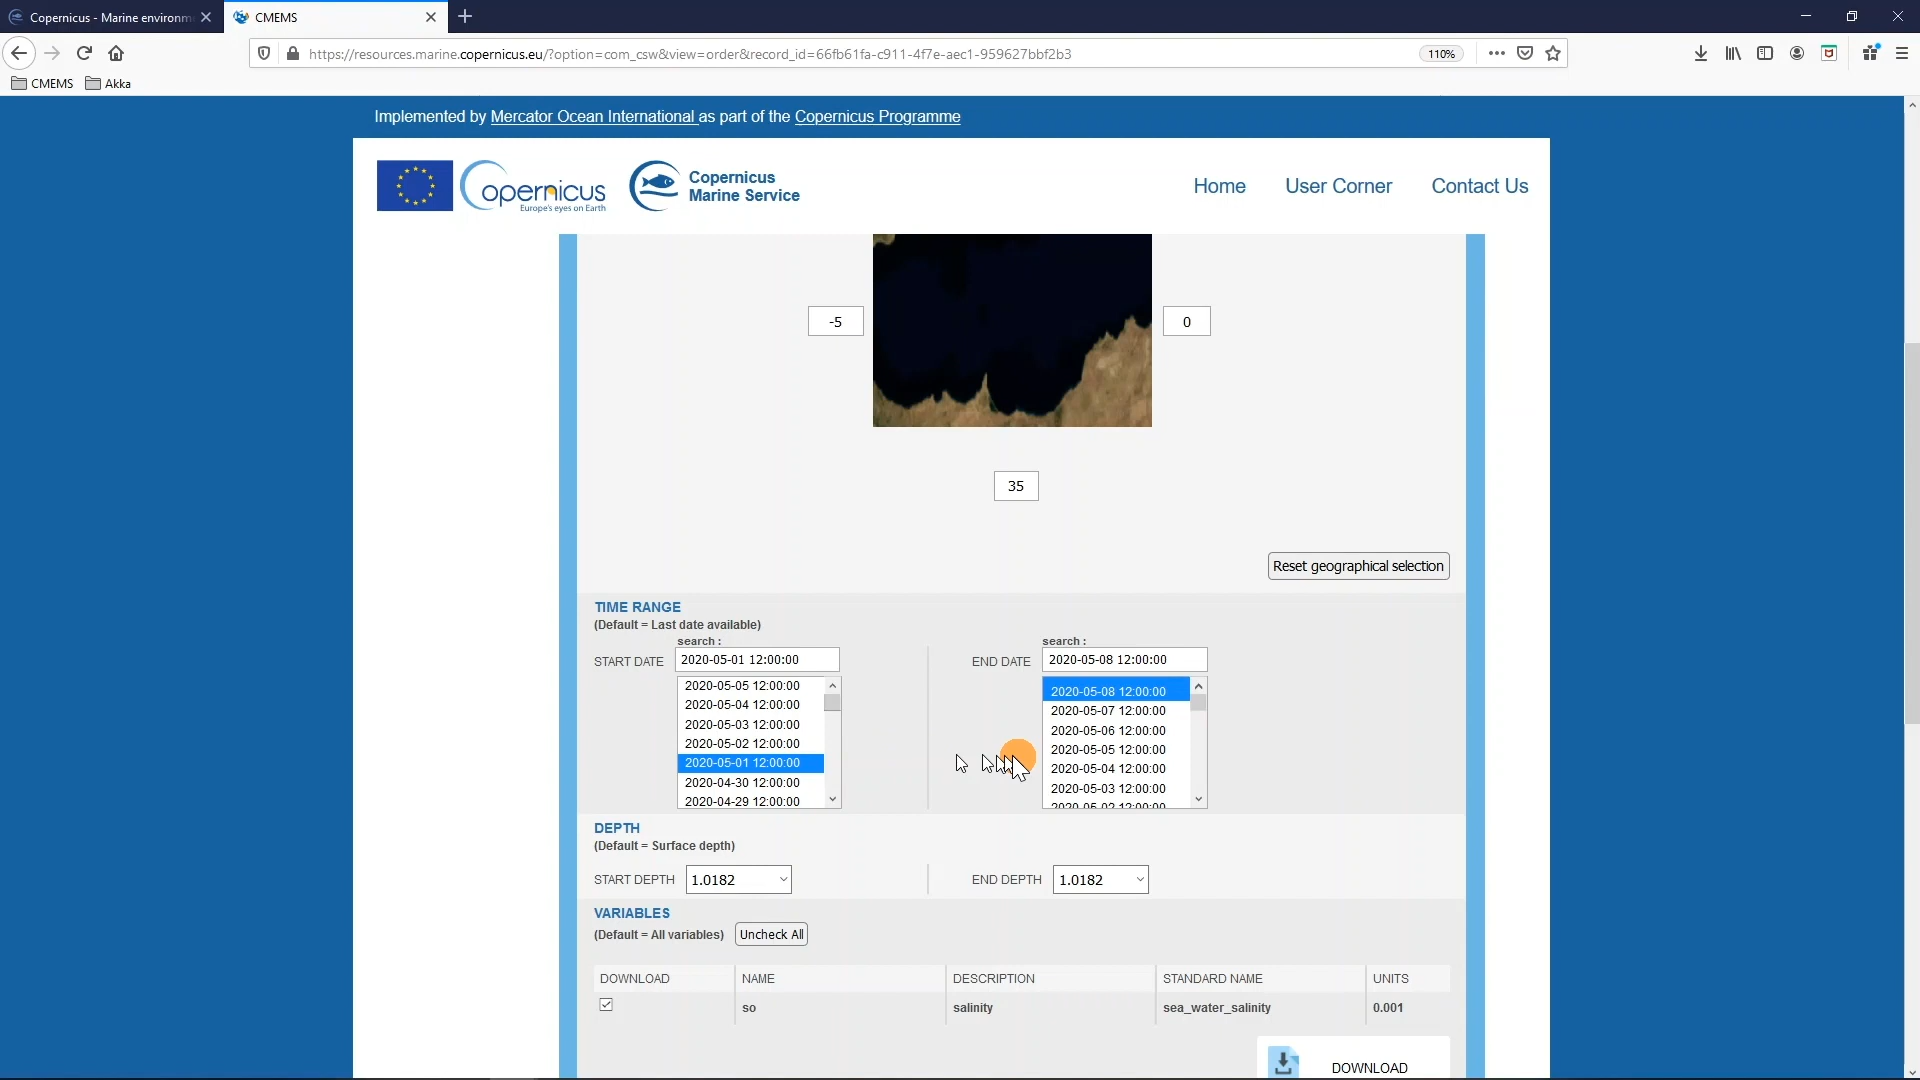 Copernicus - Marine environm
CMEMS
https://resources.marine.copernicus.eu/?option=com_csw&view=order&record_id=66fb61fa-c911-4f7e-aec1-959627bbf2b3
110%
CMEMS
Akka
Implemented by Mercator Ocean International as part of the Copernicus Programme
opernicus
Europe's eyes on Earth
Copernicus
Marine Service
Home
User Corner
Contact Us
-5
0
35
Reset geographical selection
TIME RANGE
(Default = Last date available)
search :
search :
START DATE
2020-05-01 12:00:00
END DATE
2020-05-08 12:00:00
2020-05-05 12:00:00
2020-05-04 12:00:00
2020-05-03 12:00:00
2020-05-02 12:00:00
2020-05-01 12:00:00
2020-04-30 12:00:00
2020-04-29 12:00:00
2020-05-08 12:00:00
2020-05-07 12:00:00
2020-05-06 12:00:00
2020-05-05 12:00:00
2020-05-04 12:00:00
2020-05-03 12:00:00
2020-05-02 12:00:00
DEPTH
(Default = Surface depth)
START DEPTH
1.0182
END DEPTH
1.0182
VARIABLES
(Default = All variables)
Uncheck All
DOWNLOAD NAME DESCRIPTION STANDARD NAME UNITS
so salinity sea_water_salinity 0.001
DOWNLOAD